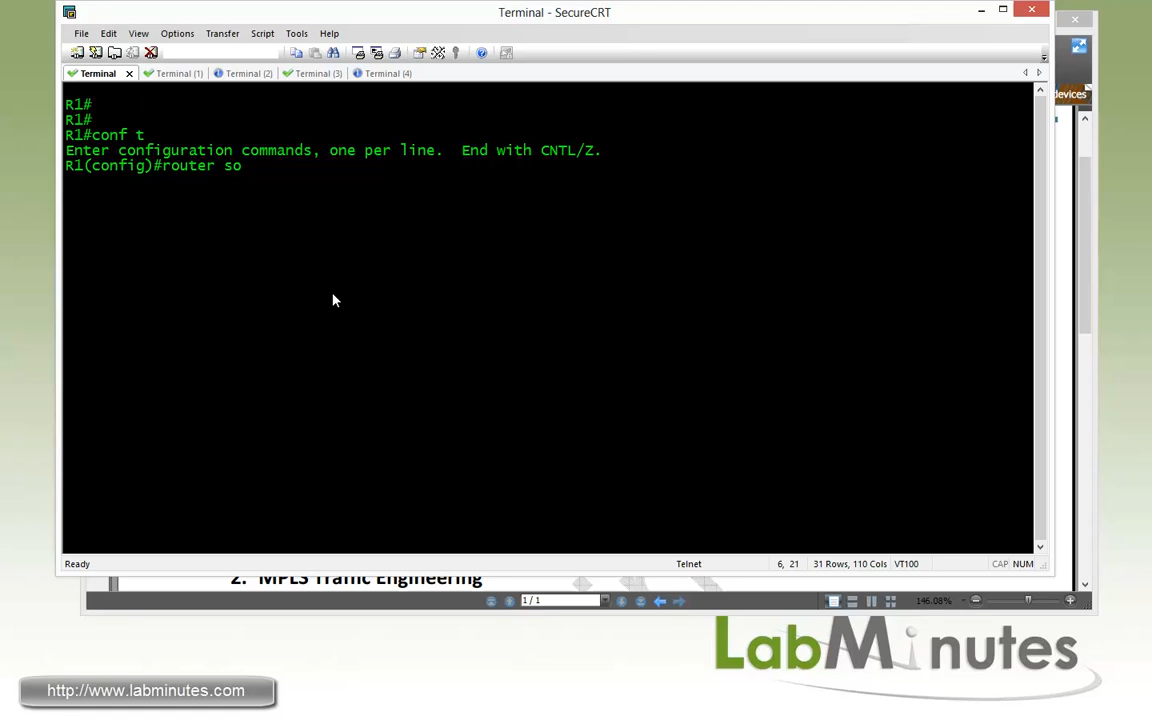 Terminal - SecureCRT
File Edit View Options Transfer Script Tools Help
Terminal Terminal (1) Terminal (2) Terminal (3) Terminal (4)
devices
R1#
R1#
R1#conf t
Enter configuration commands, one per line.  End with CNTL/Z.
R1(config)#router so
Ready Telnet 6, 21 31 Rows, 110 Cols VT100 CAP NUM
2. MPLS Traffic Engineering
1 / 1 146.08%
LabMinutes
http://www.labminutes.com